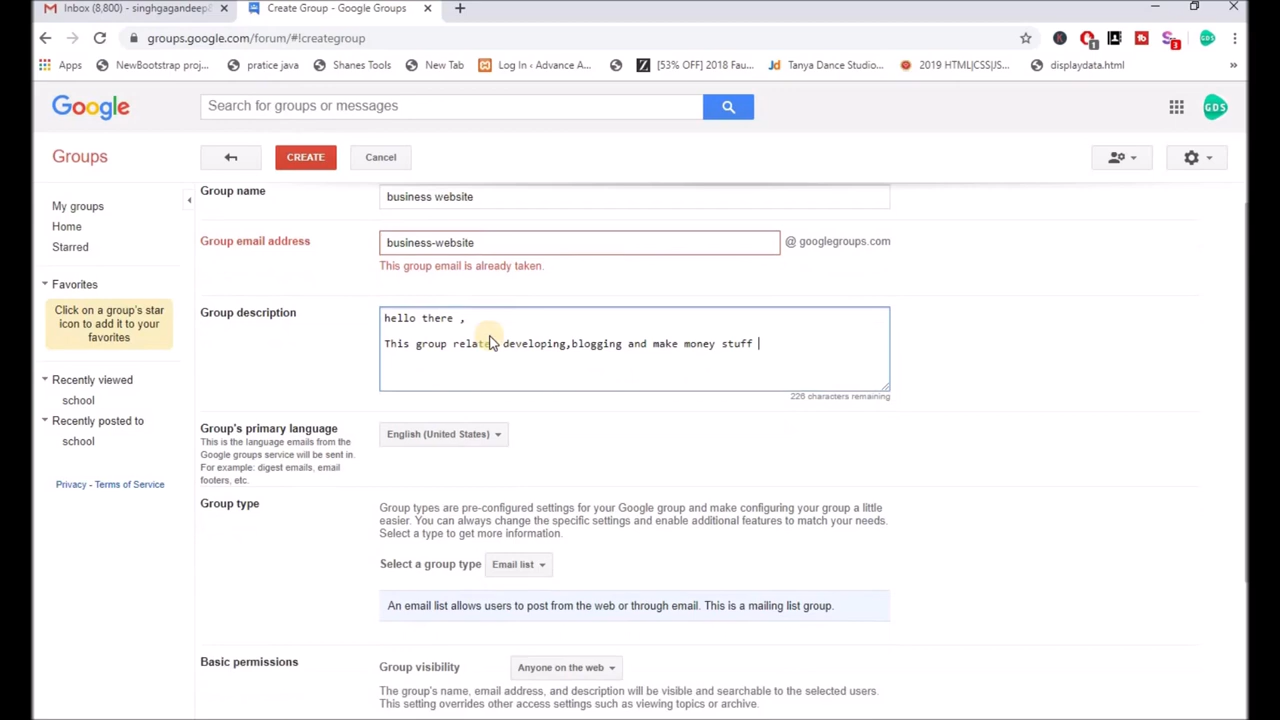 Inbox (8,800) - singhgagandeep8
Create Group - Google Groups
groups.google.com/forum/#!creategroup
Apps
NewBootstrap proj...
pratice java
Shanes Tools
New Tab
Log In ‹ Advance A...
[53% OFF] 2018 Fau...
Tanya Dance Studio...
2019 HTML|CSS|JS...
displaydata.html
Google
Search for groups or messages
GDS
Groups
CREATE
Cancel
My groups
Home
Starred
Favorites
Click on a group's star
icon to add it to your
favorites
Recently viewed
school
Recently posted to
school
Privacy - Terms of Service
Group name
business website
Group email address
business-website
@ googlegroups.com
This group email is already taken.
Group description
hello there ,
This group relate developing,blogging and make money stuff
226 characters remaining
Group's primary language
This is the language emails from the
Google groups service will be sent in.
For example: digest emails, email
footers, etc.
English (United States)
Group type
Group types are pre-configured settings for your Google group and make configuring your group a little
easier. You can always change the specific settings and enable additional features to match your needs.
Select a type to get more information.
Select a group type
Email list
An email list allows users to post from the web or through email. This is a mailing list group.
Basic permissions
Group visibility
Anyone on the web
The group's name, email address, and description will be visible and searchable to the selected users.
This setting overrides other access settings such as viewing topics or archive.